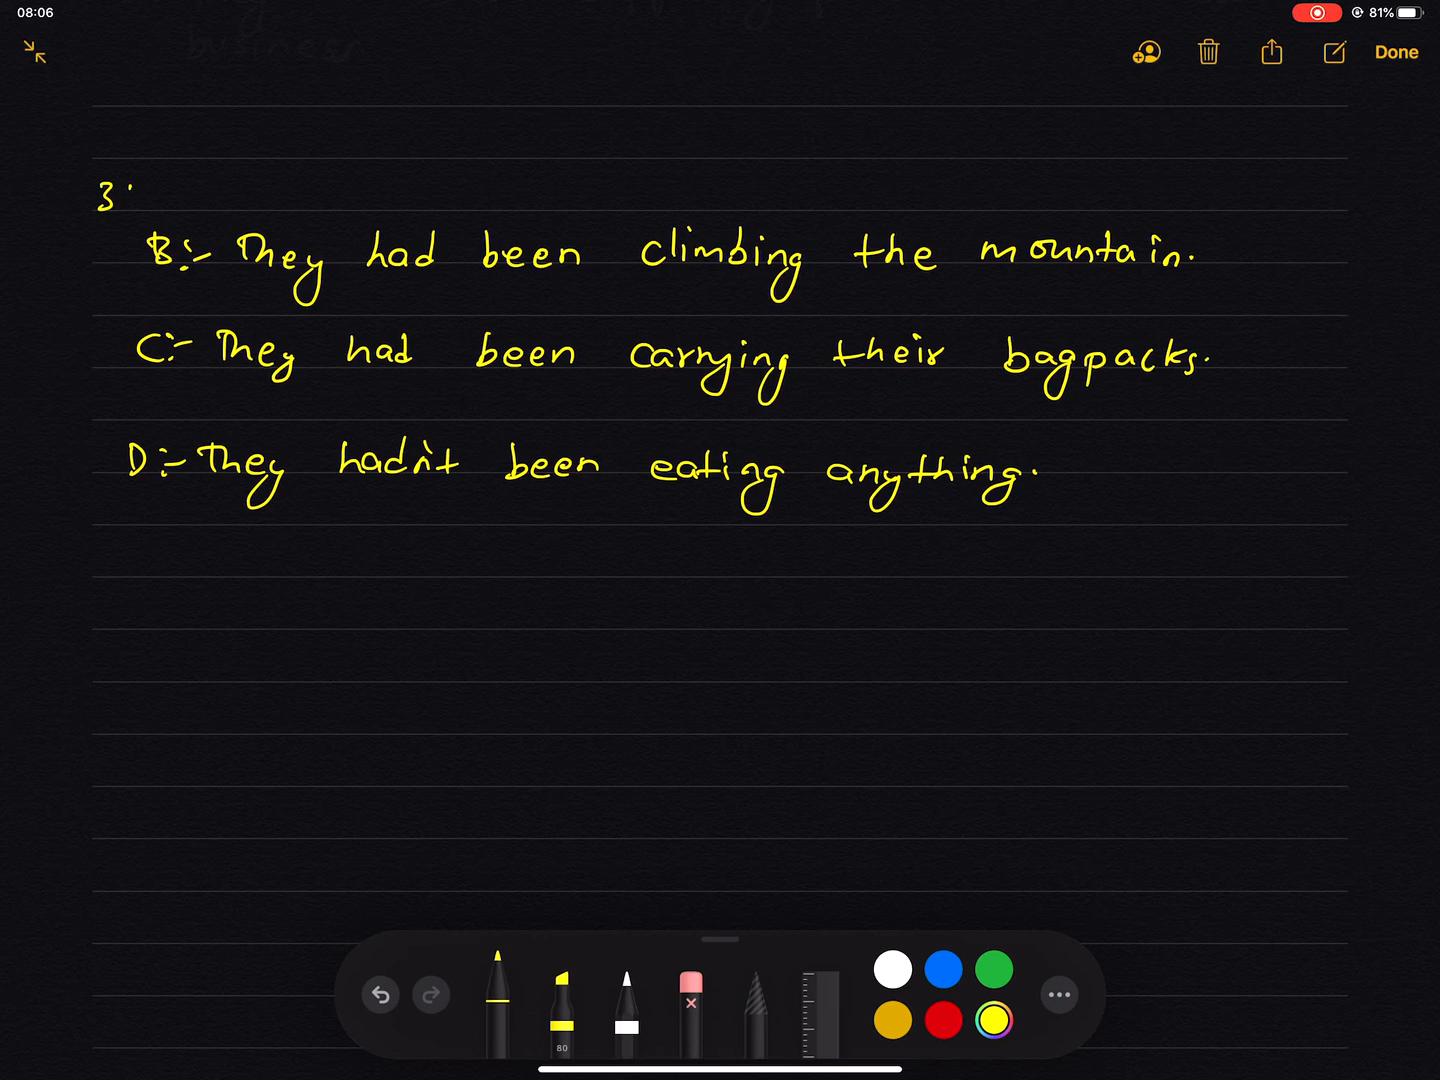 08:06
81%
business
Done
3.
B:- They had been climbing the mountain.
C:- They had been carrying their bagpacks.
D:- They hadn't been eating anything.
80